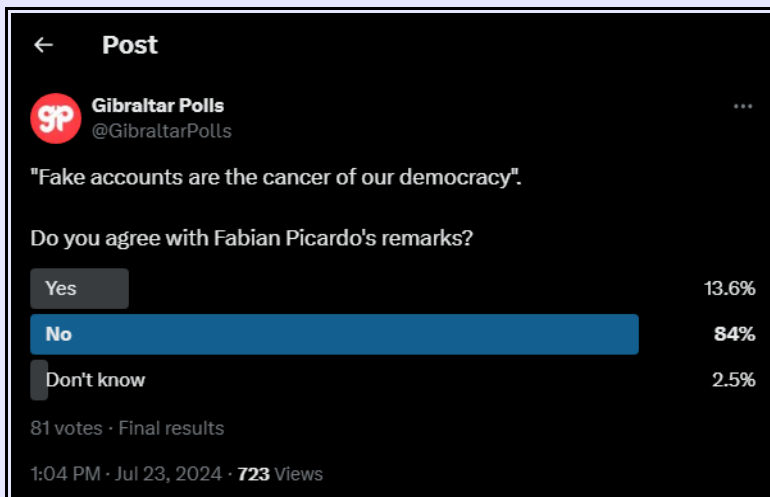 ← Post
gp Gibraltar Polls
@GibraltarPolls
"Fake accounts are the cancer of our democracy".
Do you agree with Fabian Picardo's remarks?
Yes 13.6%
No 84%
Don't know 2.5%
81 votes · Final results
1:04 PM · Jul 23, 2024 · 723 Views